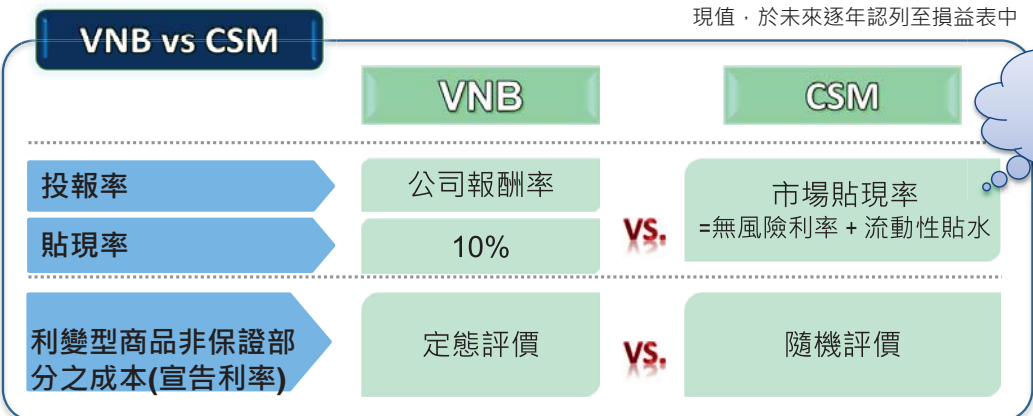 現值，於未來逐年認列至損益表中
VNB vs CSM
VNB
CSM
投報率
公司報酬率
貼現率
10%
vs.
市場貼現率
=無風險利率 + 流動性貼水
利變型商品非保證部
分之成本(宣告利率)
定態評價
vs.
隨機評價